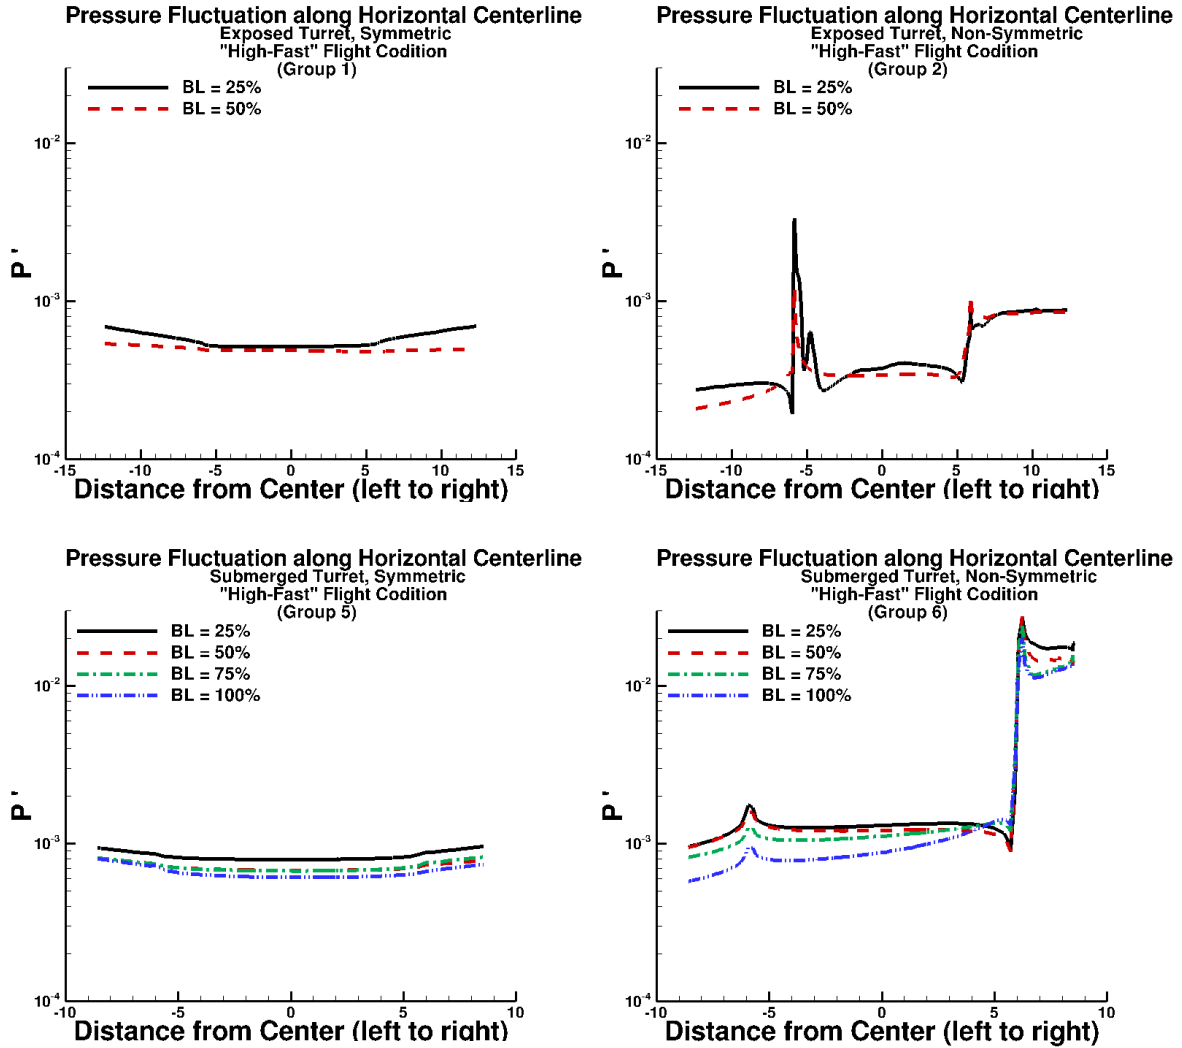 Pressure Fluctuation along Horizontal Centerline
Exposed Turret, Symmetric
"High-Fast" Flight Codition
(Group 1)
BL = 25%
BL = 50%
10-2
10-3
10-4
P'
-15 -10 -5 0 5 10 15
Distance from Center (left to right)
Pressure Fluctuation along Horizontal Centerline
Exposed Turret, Non-Symmetric
"High-Fast" Flight Codition
(Group 2)
BL = 25%
BL = 50%
10-2
10-3
10-4
P'
-15 -10 -5 0 5 10 15
Distance from Center (left to right)
Pressure Fluctuation along Horizontal Centerline
Submerged Turret, Symmetric
"High-Fast" Flight Codition
(Group 5)
BL = 25%
BL = 50%
BL = 75%
BL = 100%
10-2
10-3
10-4
P'
-10 -5 0 5 10
Distance from Center (left to right)
Pressure Fluctuation along Horizontal Centerline
Submerged Turret, Non-Symmetric
"High-Fast" Flight Codition
(Group 6)
BL = 25%
BL = 50%
BL = 75%
BL = 100%
10-2
10-3
10-4
P'
-10 -5 0 5 10
Distance from Center (left to right)